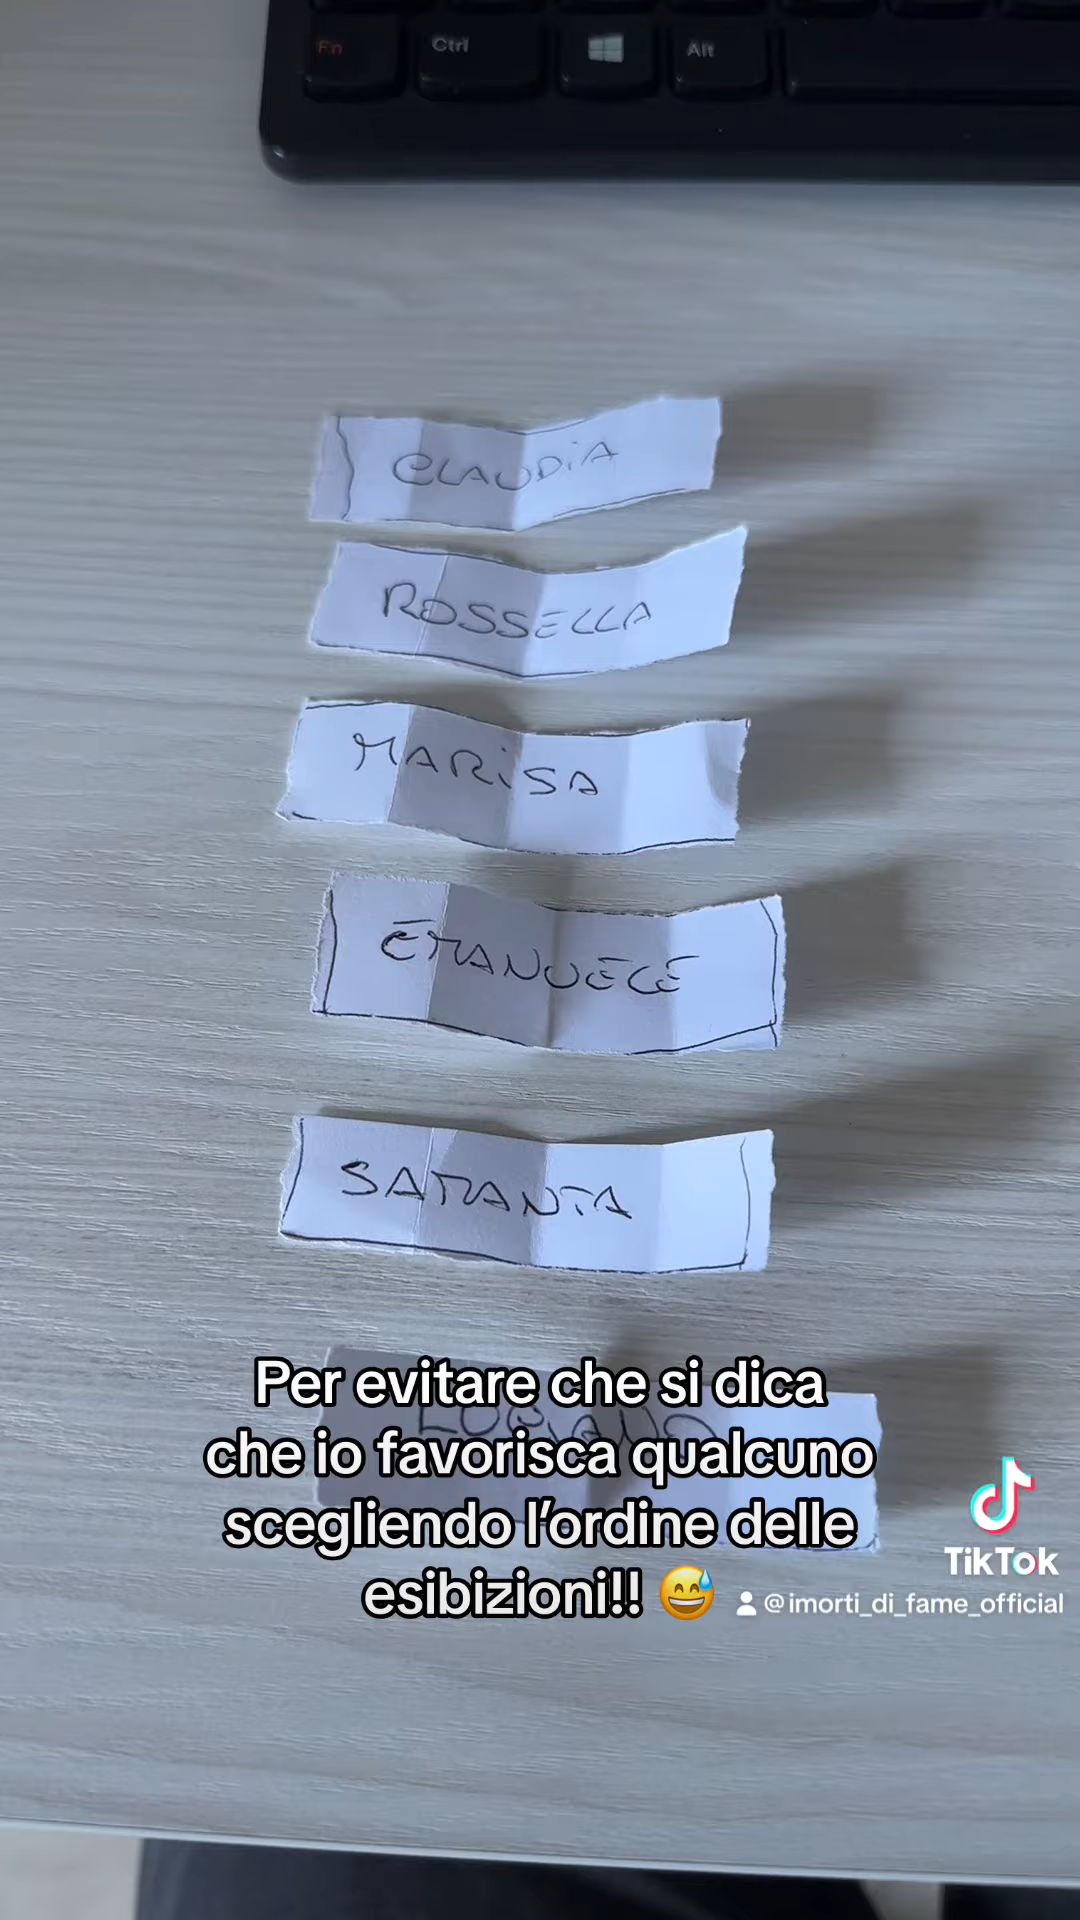 Fn Ctrl Alt
CLAUDiA
ROSSELLA
MARiSA
EMANUELE
SAMANTA
Per evitare che si dica
che io favorisca qualcuno
scegliendo l'ordine delle
esibizioni!! 😅
TikTok
@imorti_di_fame_official